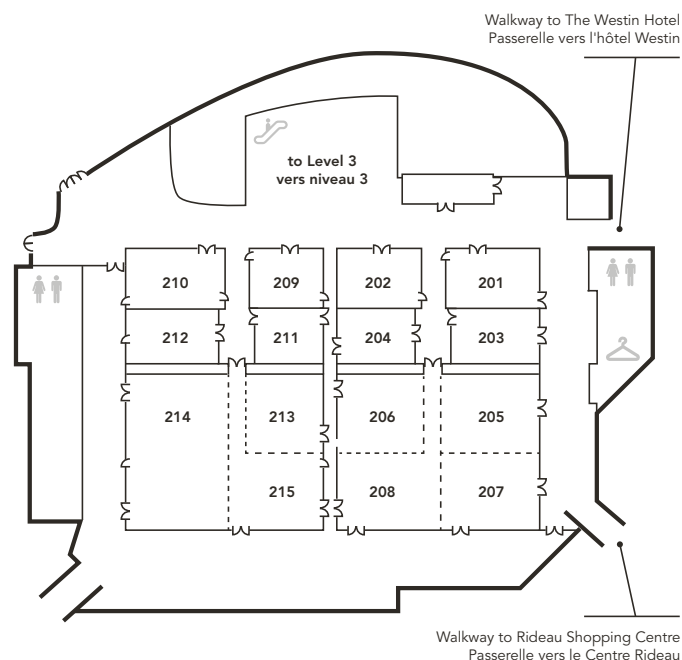 Walkway to The Westin Hotel
Passerelle vers l'hôtel Westin
to Level 3
vers niveau 3
210
209
202
201
212
211
204
203
214
213
206
205
215
208
207
Walkway to Rideau Shopping Centre
Passerelle vers le Centre Rideau